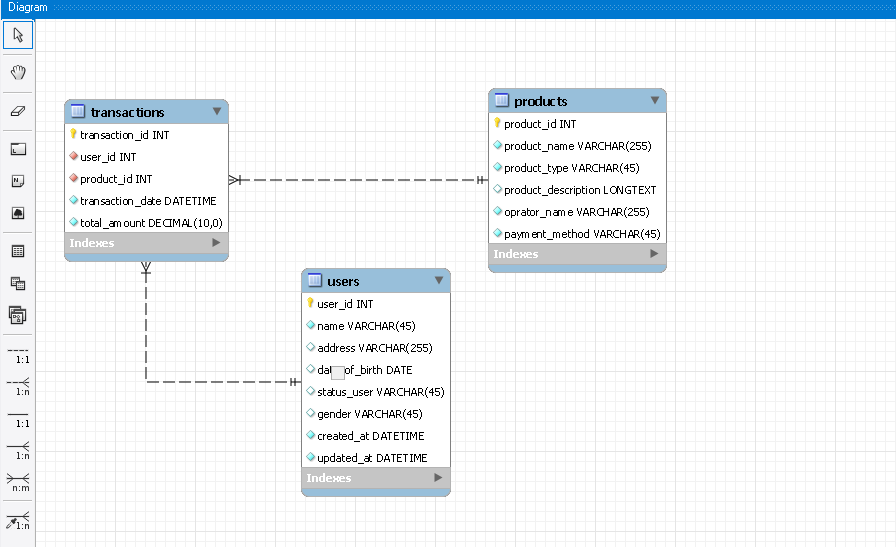 Diagram
transactions
transaction_id INT
user_id INT
product_id INT
transaction_date DATETIME
total_amount DECIMAL(10,0)
Indexes
products
product_id INT
product_name VARCHAR(255)
product_type VARCHAR(45)
product_description LONGTEXT
oprator_name VARCHAR(255)
payment_method VARCHAR(45)
Indexes
users
user_id INT
name VARCHAR(45)
address VARCHAR(255)
of_birth DATE
status_user VARCHAR(45)
gender VARCHAR(45)
created_at DATETIME
updated_at DATETIME
Indexes
1:1
1:n
1:1
1:n
n:m
1:n